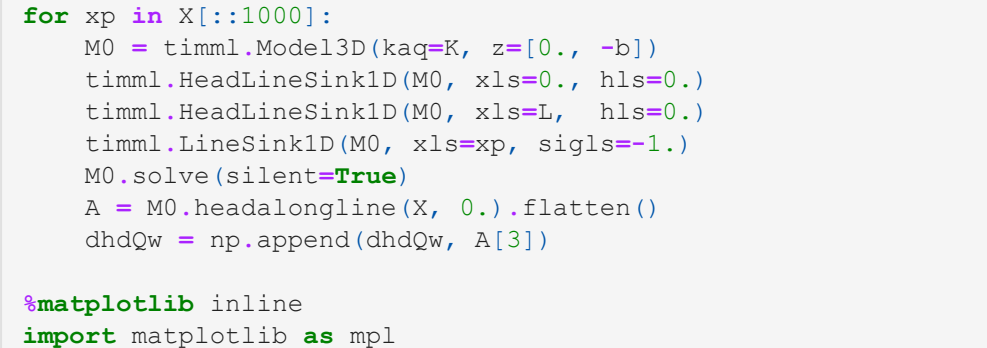 for xp in X[::1000]:
    M0 = timml.Model3D(kaq=K, z=[0., -b])
    timml.HeadLineSink1D(M0, xls=0., hls=0.)
    timml.HeadLineSink1D(M0, xls=L,  hls=0.)
    timml.LineSink1D(M0, xls=xp, sigls=-1.)
    M0.solve(silent=True)
    A = M0.headalongline(X, 0.).flatten()
    dhdQw = np.append(dhdQw, A[3])

%matplotlib inline
import matplotlib as mpl